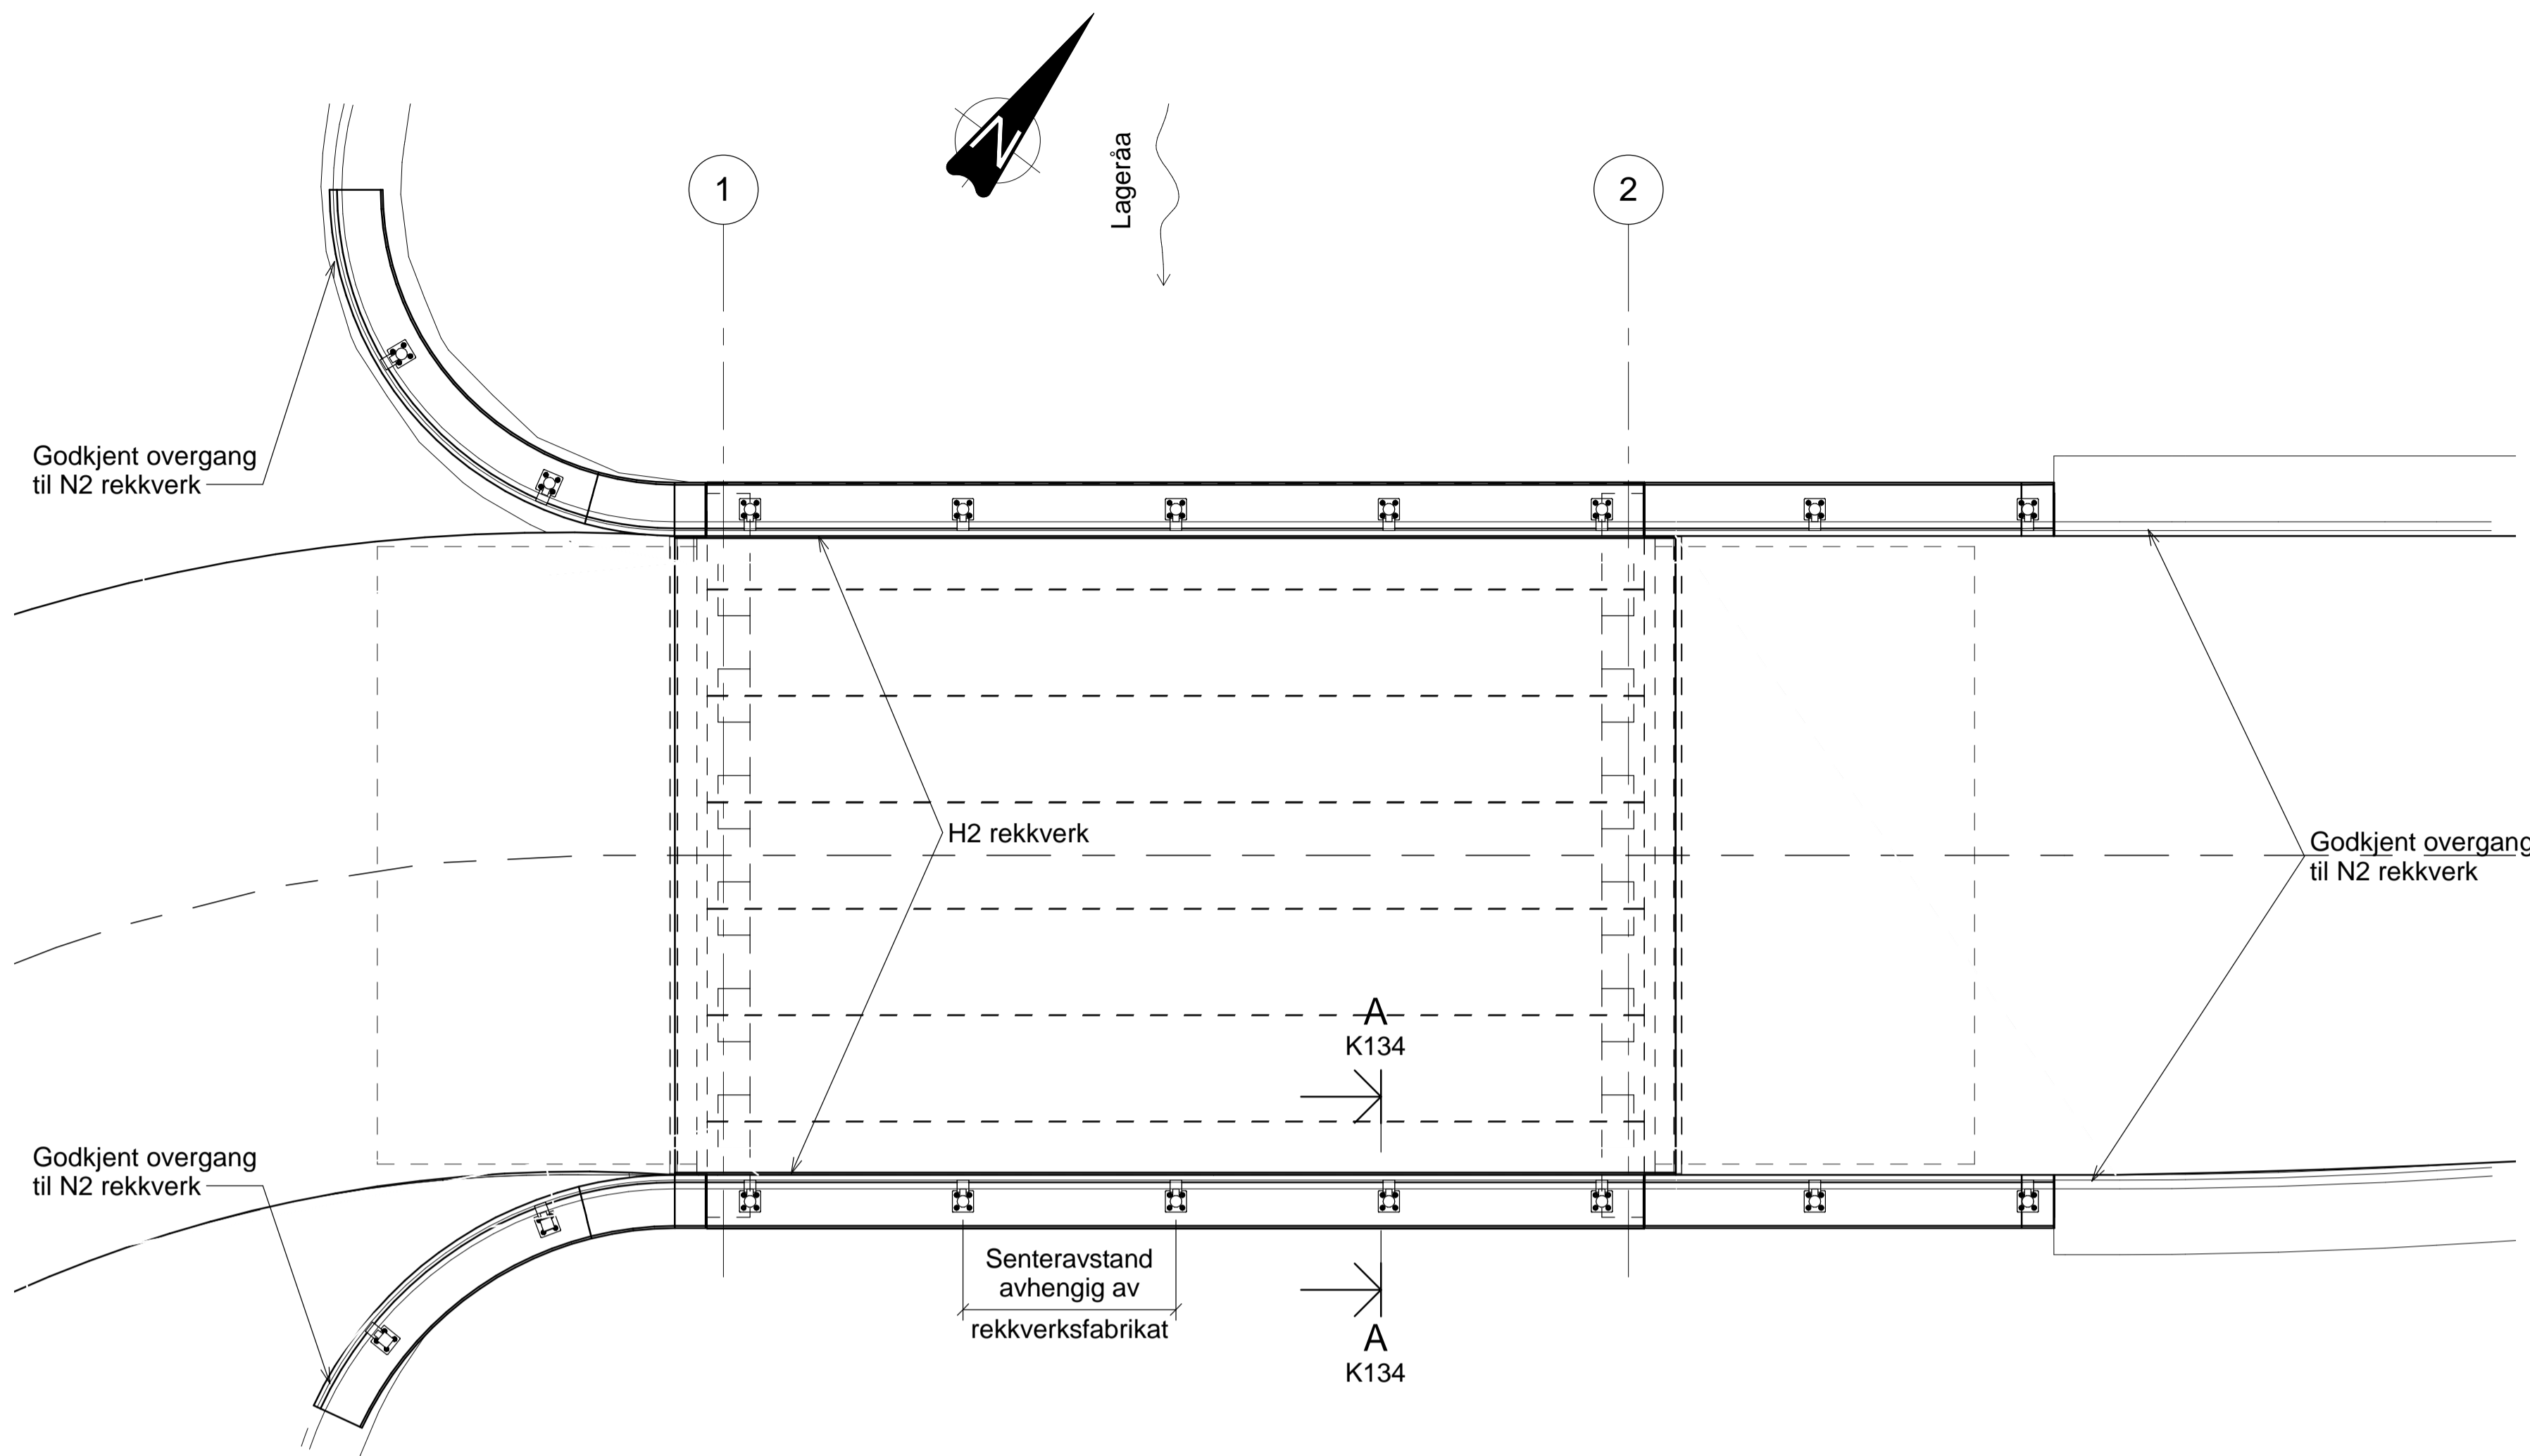 N
Lageråa
1
2
Godkjent overgang
til N2 rekkverk
H2 rekkverk
Godkjent overgang
til N2 rekkverk
A
K134
Godkjent overgang
til N2 rekkverk
Senteravstand
avhengig av
rekkverksfabrikat
A
K134